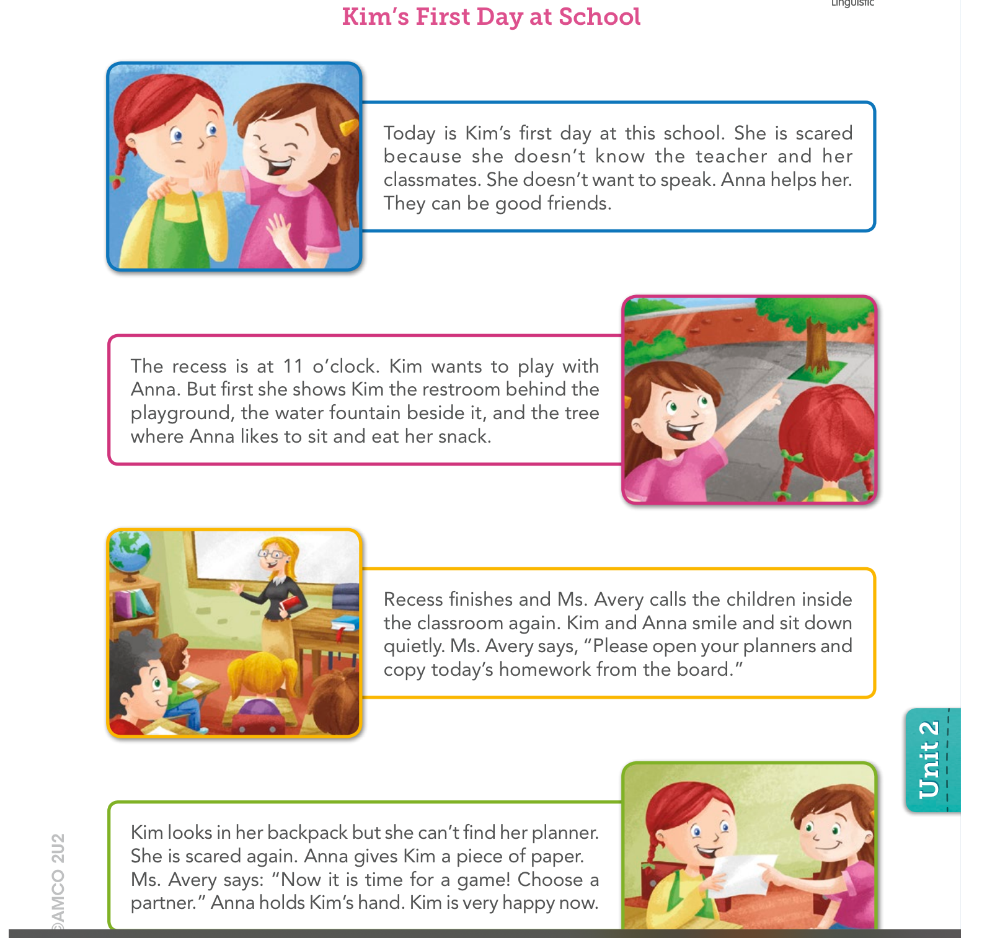 Linguistic
Kim's First Day at School
Today is Kim's first day at this school. She is scared
because she doesn't know the teacher and her
classmates. She doesn't want to speak. Anna helps her.
They can be good friends.
The recess is at 11 o'clock. Kim wants to play with
Anna. But first she shows Kim the restroom behind the
playground, the water fountain beside it, and the tree
where Anna likes to sit and eat her snack.
Recess finishes and Ms. Avery calls the children inside
the classroom again. Kim and Anna smile and sit down
quietly. Ms. Avery says, “Please open your planners and
copy today's homework from the board.”
Unit 2
Kim looks in her backpack but she can't find her planner.
She is scared again. Anna gives Kim a piece of paper.
Ms. Avery says: “Now it is time for a game! Choose a
partner.” Anna holds Kim's hand. Kim is very happy now.
©AMCO 2U2